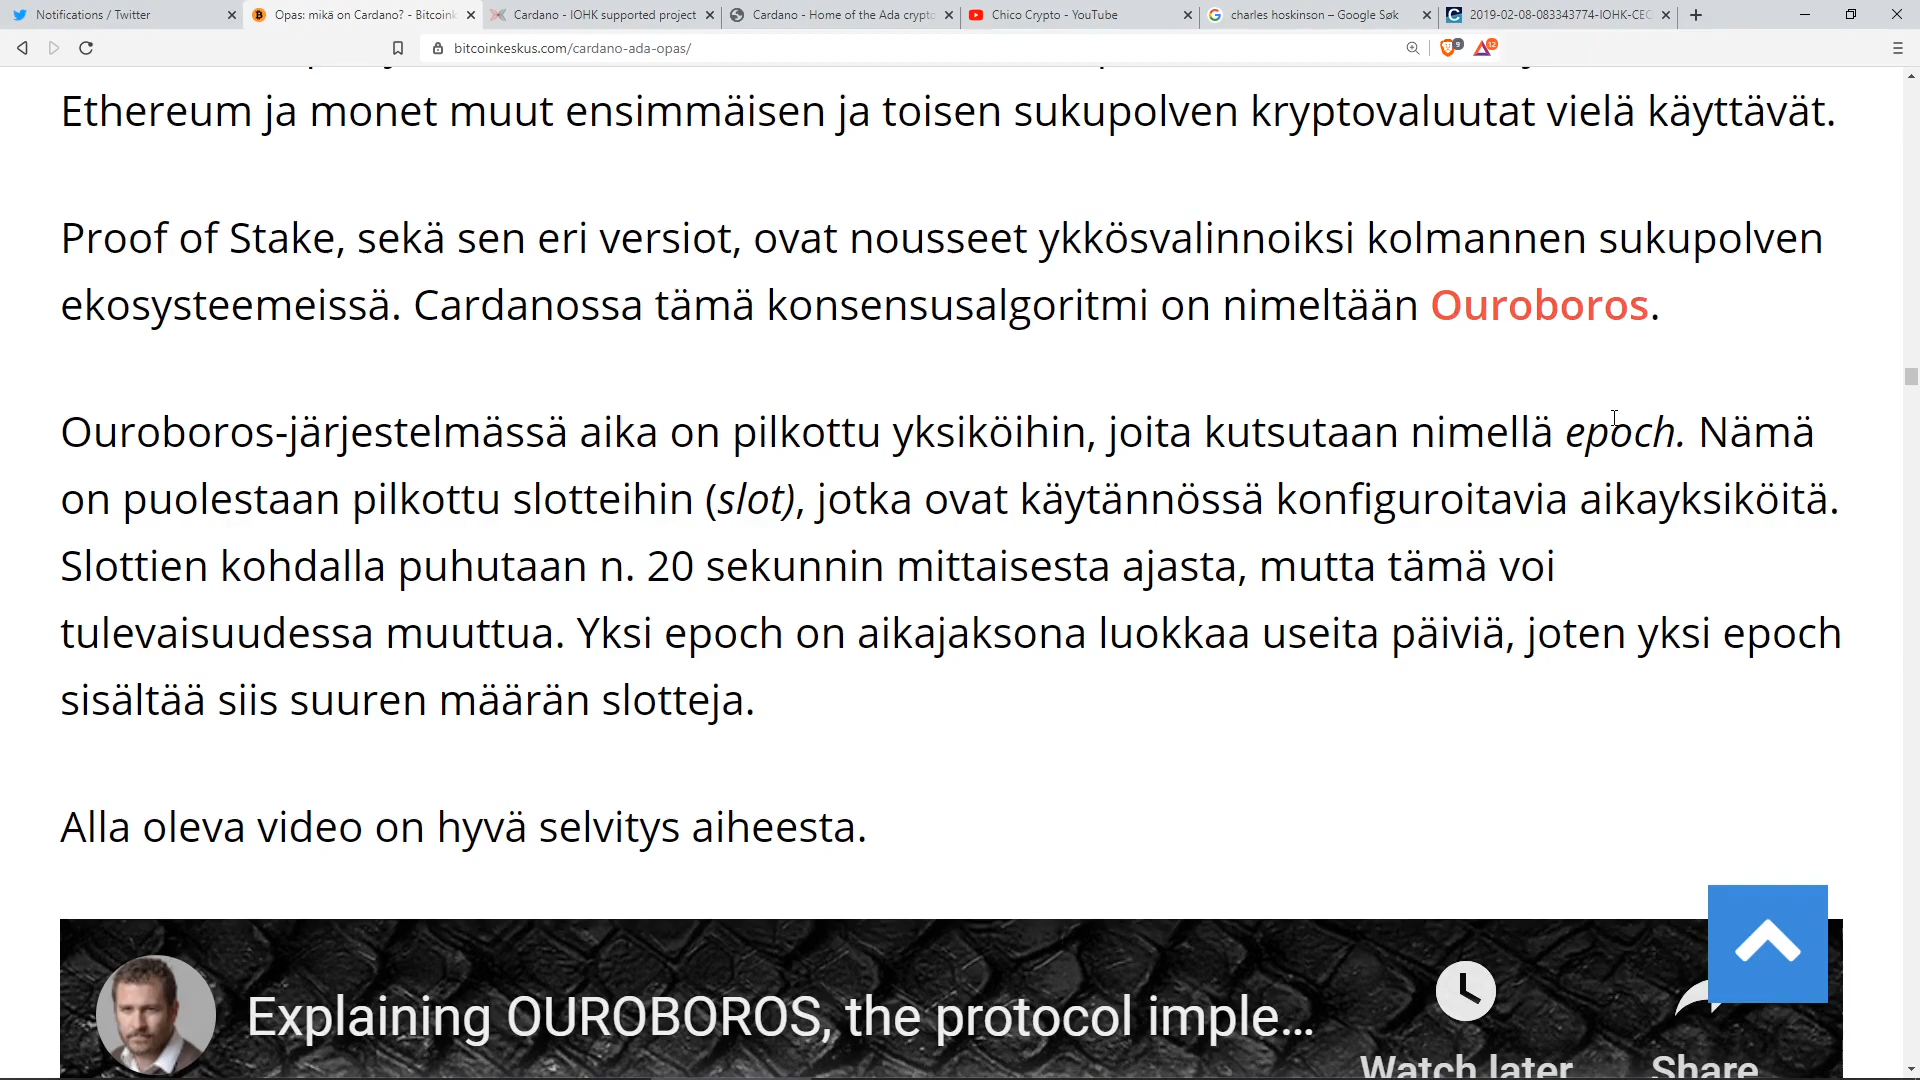 Notifications / Twitter
Opas: mikä on Cardano? - Bitcoink
Cardano - IOHK supported project
Cardano - Home of the Ada crypto
Chico Crypto - YouTube
charles hoskinson – Google Søk
2019-02-08-083343774-IOHK-CEC
bitcoinkeskus.com/cardano-ada-opas/
9
12
Ethereum ja monet muut ensimmäisen ja toisen sukupolven kryptovaluutat vielä käyttävät.
Proof of Stake, sekä sen eri versiot, ovat nousseet ykkösvalinnoiksi kolmannen sukupolven
ekosysteemeissä. Cardanossa tämä konsensusalgoritmi on nimeltään Ouroboros.
Ouroboros-järjestelmässä aika on pilkottu yksiköihin, joita kutsutaan nimellä epoch. Nämä
on puolestaan pilkottu slotteihin (slot), jotka ovat käytännössä konfiguroitavia aikayksiköitä.
Slottien kohdalla puhutaan n. 20 sekunnin mittaisesta ajasta, mutta tämä voi
tulevaisuudessa muuttua. Yksi epoch on aikajaksona luokkaa useita päiviä, joten yksi epoch
sisältää siis suuren määrän slotteja.
Alla oleva video on hyvä selvitys aiheesta.
Explaining OUROBOROS, the protocol imple...
Watch later
Share